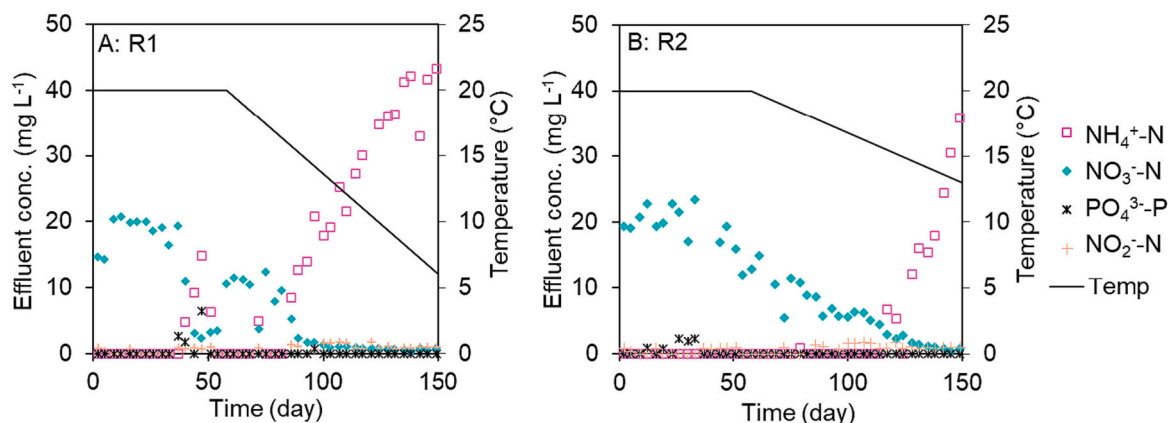 A: R1
50
40
30
20
10
0
Effluent conc. (mg L⁻¹)
25
20
15
10
5
0
Temperature (°C)
0
50
100
150
Time (day)
B: R2
50
40
30
20
10
0
Effluent conc. (mg L⁻¹)
25
20
15
10
5
0
Temperature (°C)
0
50
100
150
Time (day)
NH₄⁺-N
NO₃⁻-N
PO₄³⁻-P
NO₂⁻-N
Temp